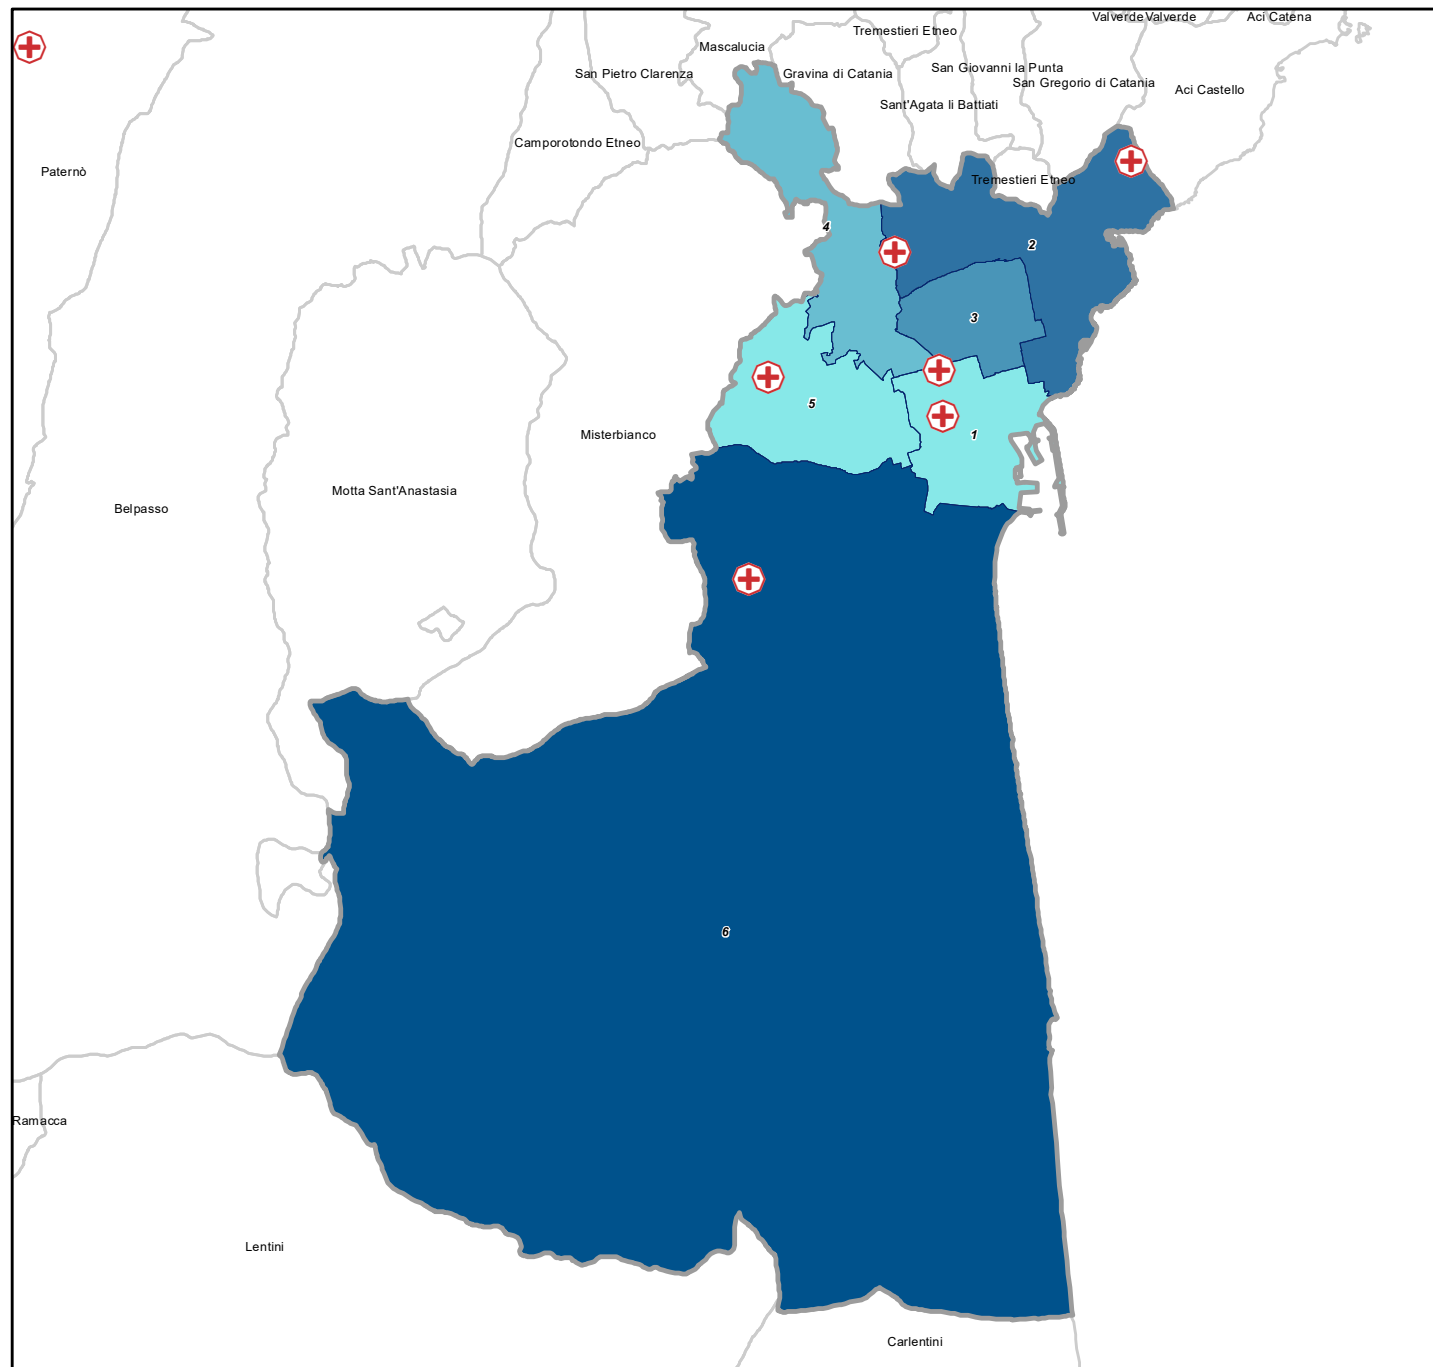 ValverdeValverde
Aci Catena
Tremestieri Etneo
Mascalucia
San Giovanni la Punta
San Pietro Clarenza
Gravina di Catania
San Gregorio di Catania
Aci Castello
Sant'Agata li Battiati
Camporotondo Etneo
Paternò
Tremestieri Etneo
4
2
3
5
1
Misterbianco
Motta Sant'Anastasia
Belpasso
6
Ramacca
Lentini
Carlentini